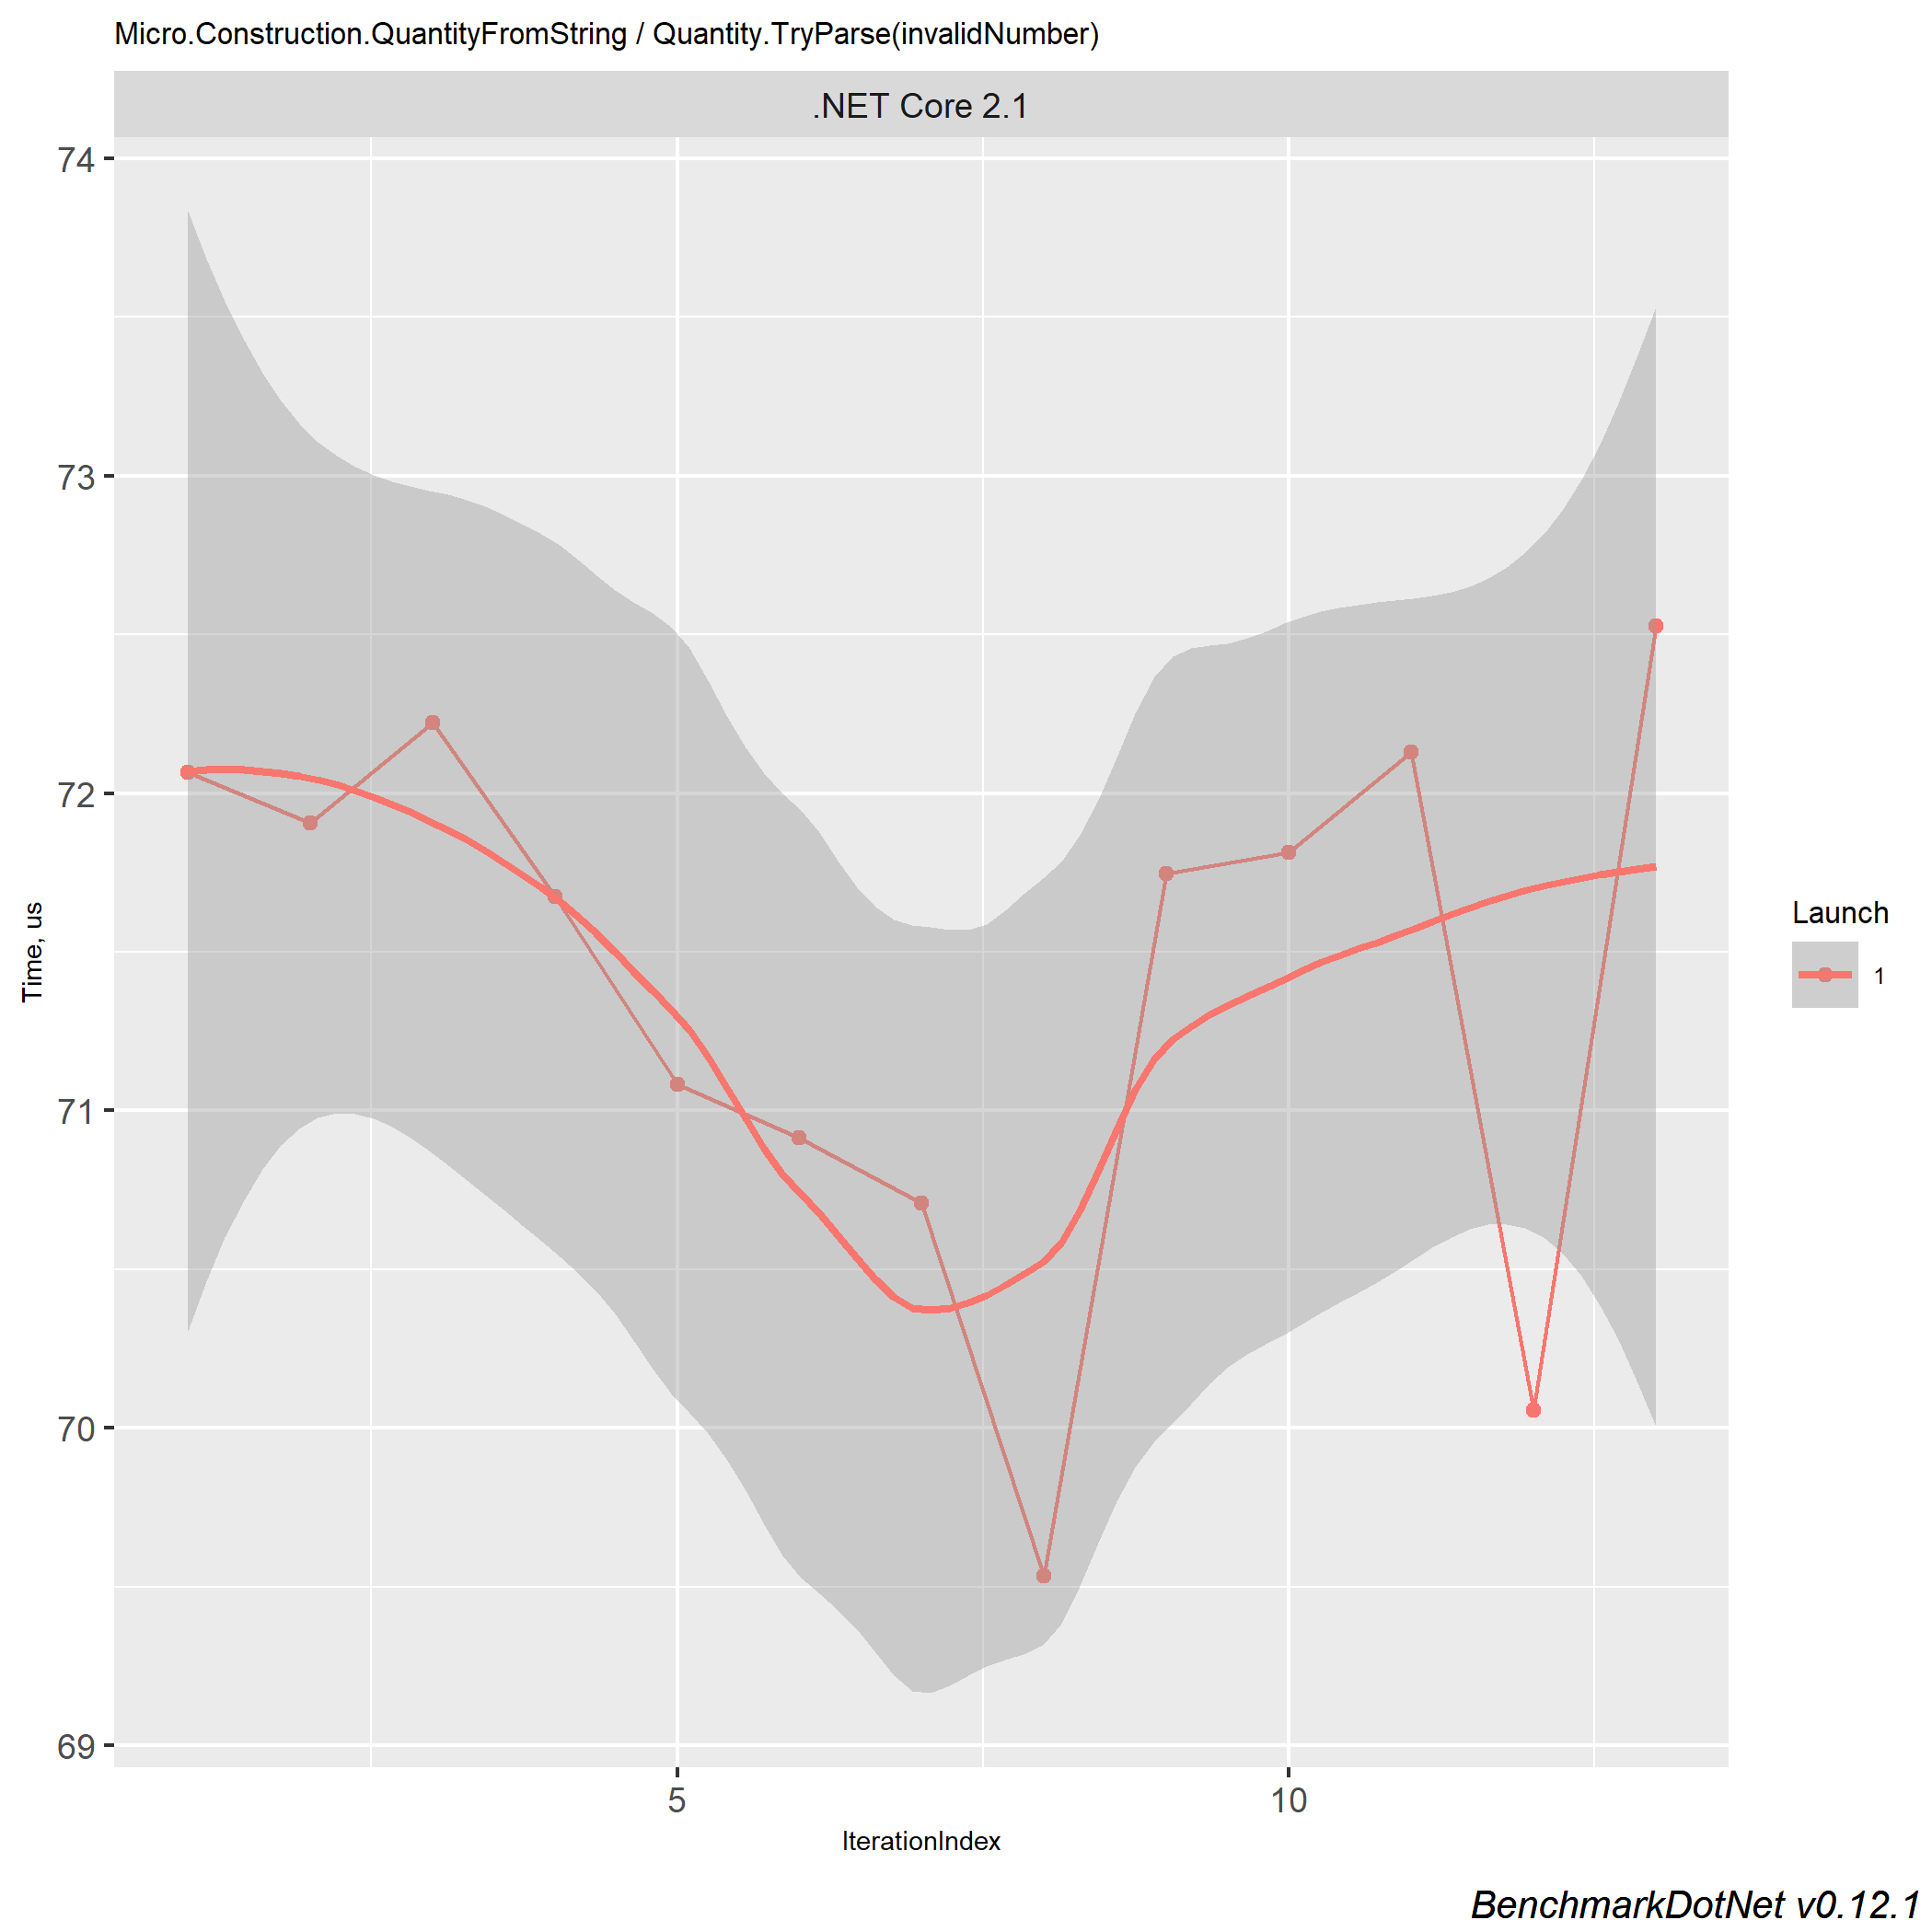 Micro.Construction.QuantityFromString / Quantity.TryParse(invalidNumber)
.NET Core 2.1
74
73
72
71
70
69
Time, us
5
10
IterationIndex
Launch
1
BenchmarkDotNet v0.12.1